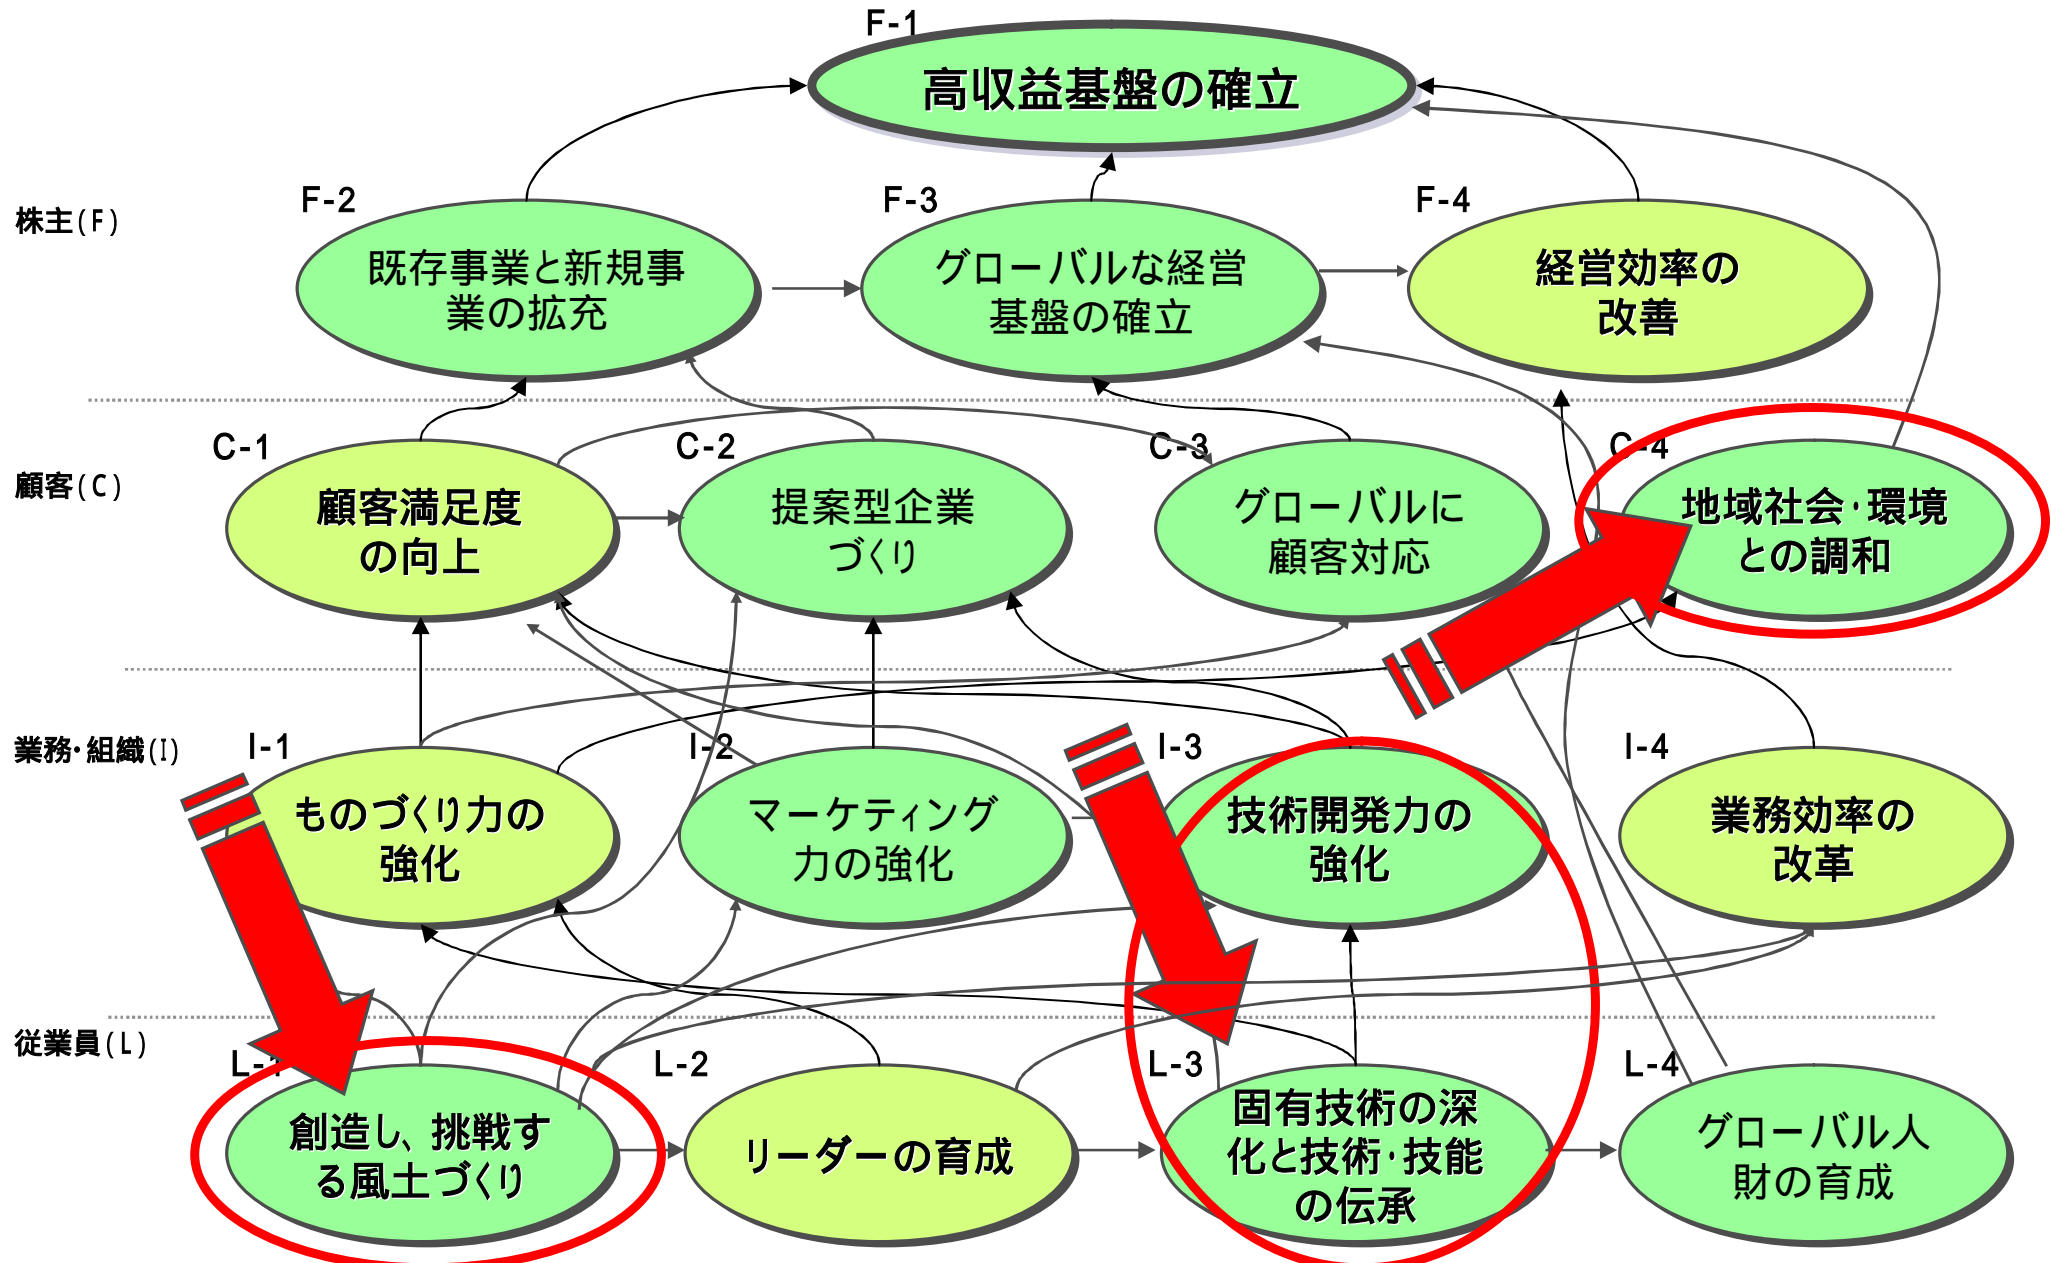 F-1
高収益基盤の確立
株主(F)
F-2
既存事業と新規事
業の拡充
F-3
グローバルな経営
基盤の確立
F-4
経営効率の
改善
顧客(C)
C-1
顧客満足度
の向上
C-2
提案型企業
づくり
C-3
グローバルに
顧客対応
C-4
地域社会・環境
との調和
業務・組織(I)
I-1
ものづくり力の
強化
I-2
マーケティング
力の強化
I-3
技術開発力の
強化
I-4
業務効率の
改革
従業員(L)
L-1
創造し、挑戦す
る風土づくり
L-2
リーダーの育成
L-3
固有技術の深
化と技術・技能
の伝承
L-4
グローバル人
財の育成